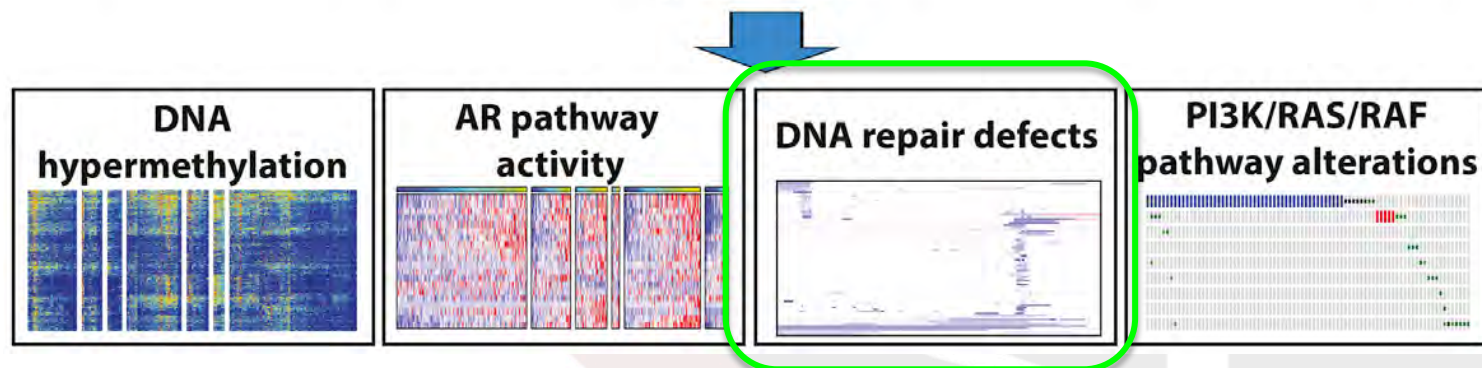 DNA
hypermethylation
AR pathway
activity
DNA repair defects
PI3K/RAS/RAF
pathway alterations